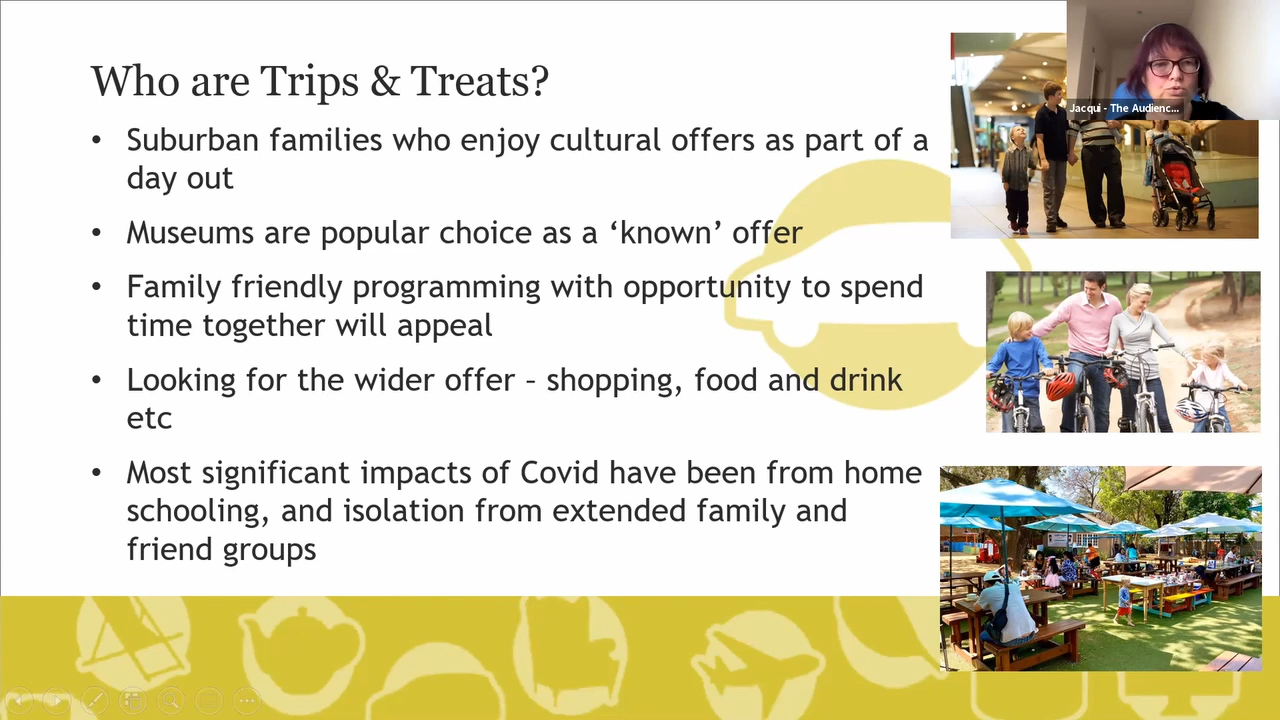 Who are Trips & Treats?
• Suburban families who enjoy cultural offers as part of a
day out
• Museums are popular choice as a ‘known’ offer
• Family friendly programming with opportunity to spend
time together will appeal
• Looking for the wider offer – shopping, food and drink
etc
• Most significant impacts of Covid have been from home
schooling, and isolation from extended family and
friend groups
Jacqui - The Audienc...